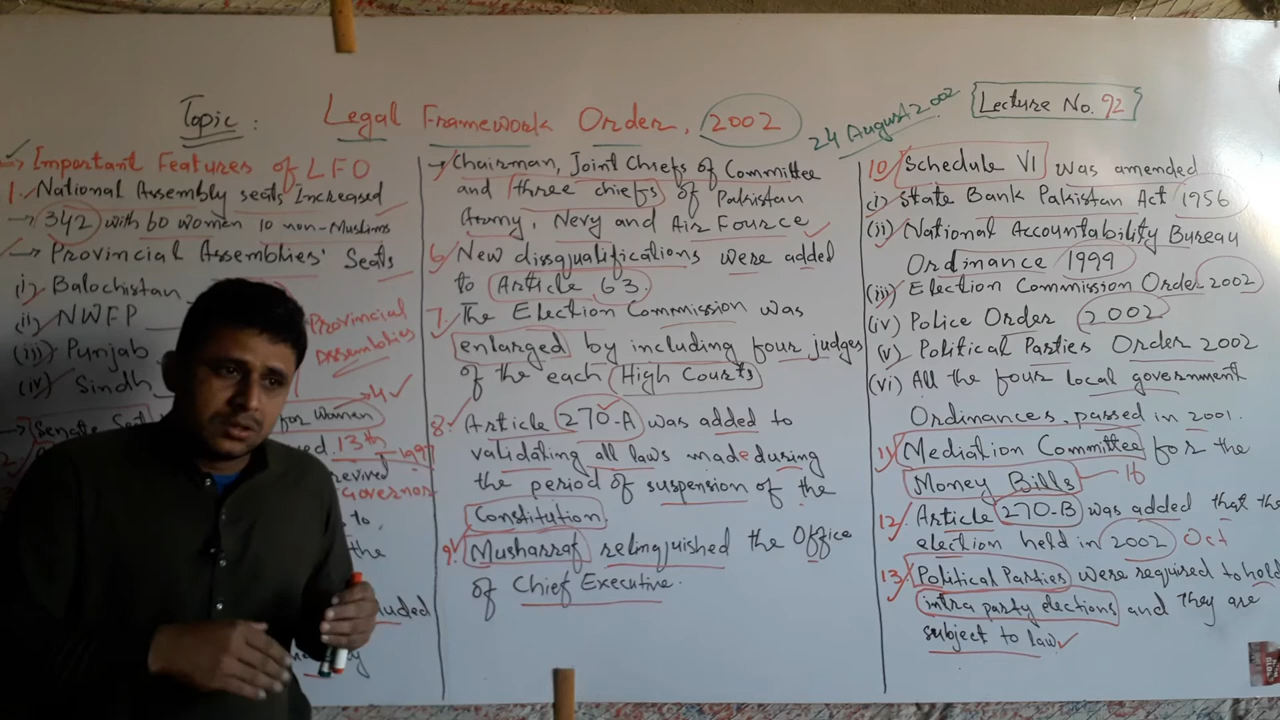 Topic: Legal Framework Order, 2002
24 August 2002
Lecture No. 92
→ Important Features of LFO
1. National Assembly seats Increased
→ 342 with 60 women 10 non-Muslims
→ Provincial Assemblies' Seats
i) Balochistan
(ii) NWFP
(iii) Punjab
(iv) Sindh
Provincial
Assemblies
4
→ Senate Seat for Women
2.
13th
revived
Governor
to
the
→ Chairman, Joint Chiefs of Committee
and three chiefs of Pakistan
Army, Nevy and Air Fource
6. New dissqualifications were added
to Article 63.
7. The Election Commission was
enlarged by including four judges
of the each High Courts
8. Article 270-A was added to
validating all laws made during
the period of suspension of the
Constitution
9. Musharraf relinguished the Office
of Chief Executive.
10. Schedule VI was amended
(i) State Bank Pakistan Act 1956
(ii) National Accountability Bureau
Ordinance 1999
(iii) Election Commission Order 2002
(iv) Police Order 2002
(v) Political Parties Order 2002
(vi) All the four local government
Ordinances, passed in 2001.
11) Mediation Committee for the
Money Bills — 16
12. Article 270-B was added that the
election held in 2002 Oct
13. Political Parties were required to hold
intra party elections and they are
subject to law